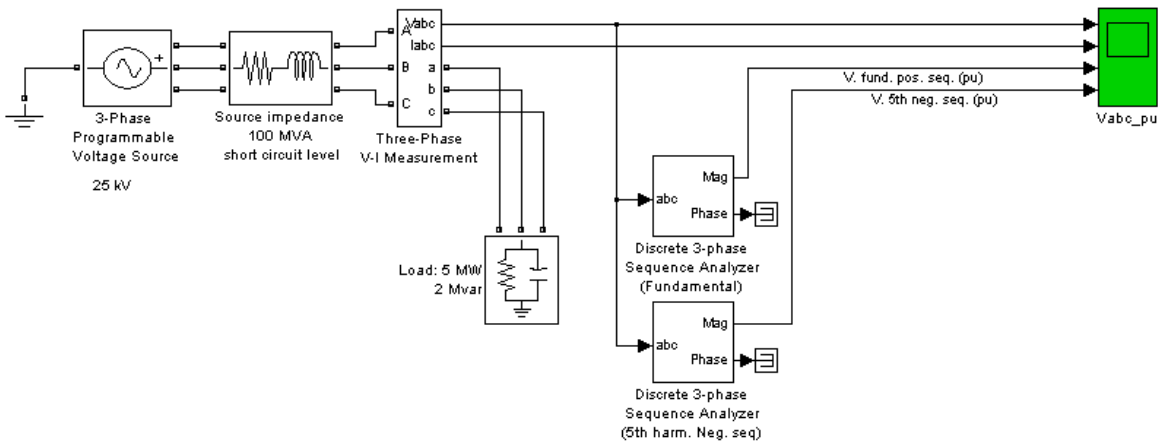 Vabc
Iabc
A
B
C
a
b
c
+
3-Phase
Programmable
Voltage Source
25 kV
Source impedance
100 MVA
short circuit level
Three-Phase
V-I Measurement
V. fund. pos. seq. (pu)
V. 5th neg. seq. (pu)
Vabc_pu
abc
Mag
Phase
Discrete 3-phase
Sequence Analyzer
(Fundamental)
Load: 5 MW
2 Mvar
abc
Mag
Phase
Discrete 3-phase
Sequence Analyzer
(5th harm. Neg. seq)